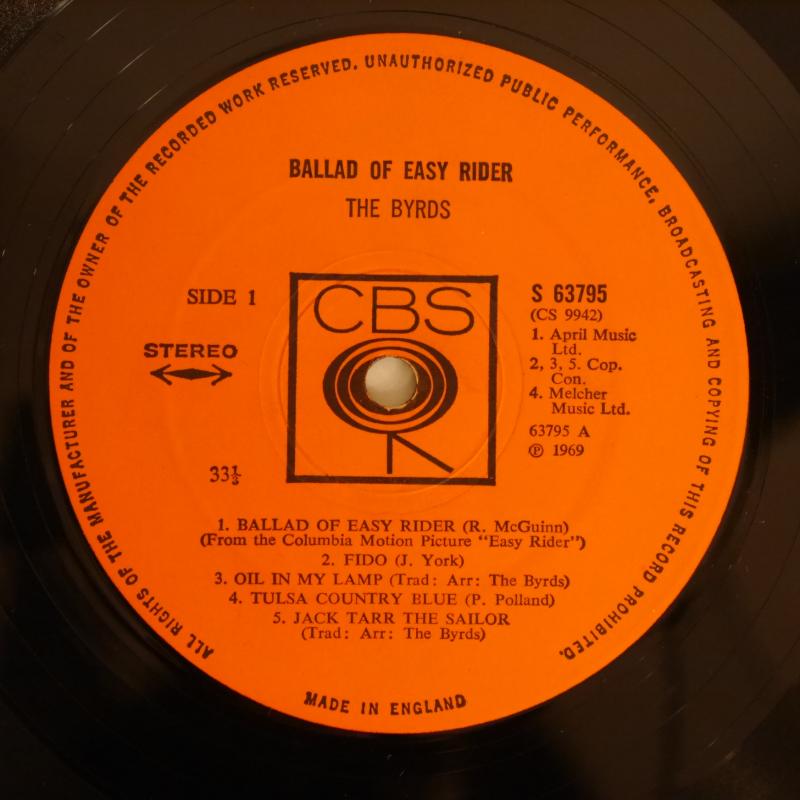 ALL RIGHTS OF THE MANUFACTURER AND OF THE OWNER OF THE RECORDED WORK RESERVED. UNAUTHORIZED PUBLIC PERFORMANCE, BROADCASTING AND COPYING OF THIS RECORD PROHIBITED.
BALLAD OF EASY RIDER
THE BYRDS
SIDE 1
STEREO
33⅓
CBS
S 63795
(CS 9942)
1. April Music
Ltd.
2, 3, 5. Cop.
Con.
4. Melcher
Music Ltd.
63795 A
℗ 1969
1. BALLAD OF EASY RIDER (R. McGuinn)
(From the Columbia Motion Picture "Easy Rider")
2. FIDO (J. York)
3. OIL IN MY LAMP (Trad: Arr: The Byrds)
4. TULSA COUNTRY BLUE (P. Polland)
5. JACK TARR THE SAILOR
(Trad: Arr: The Byrds)
MADE IN ENGLAND